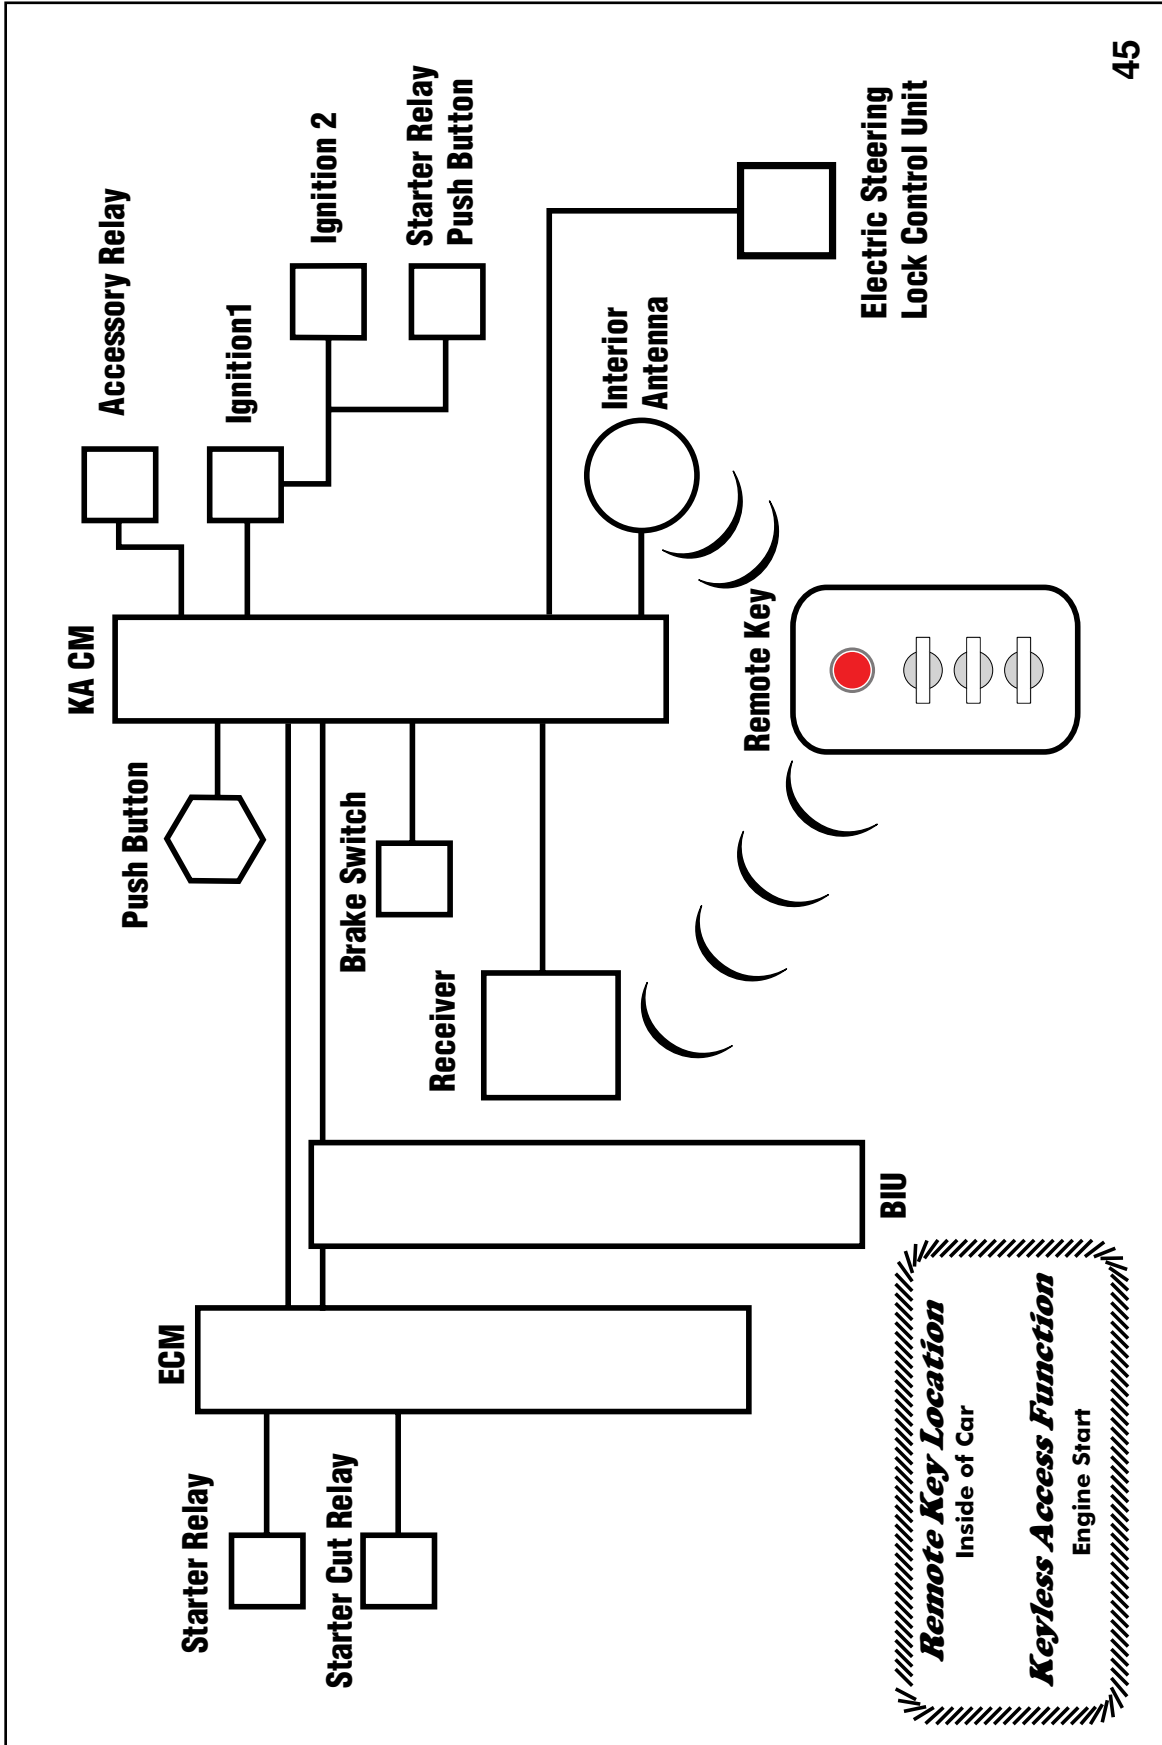 Starter Relay
Starter Cut Relay
ECM
BIU
Receiver
Push Button
Brake Switch
KA CM
Remote Key
Accessory Relay
Ignition1
Ignition 2
Starter Relay
Push Button
Interior
Antenna
Electric Steering
Lock Control Unit
Remote Key Location
Inside of Car
Keyless Access Function
Engine Start
45